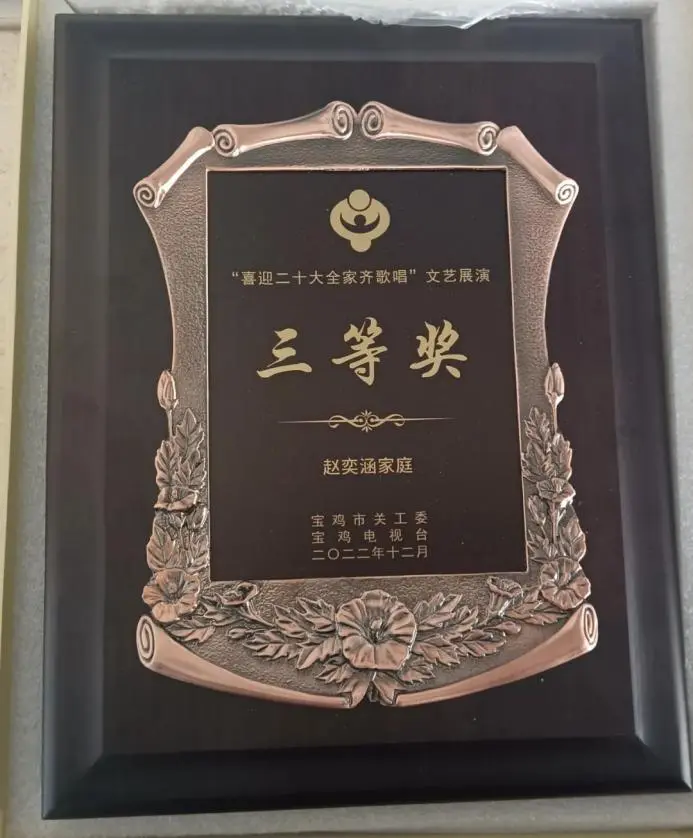 “喜迎二十大全家齐歌唱”文艺展演
三等奖
赵奕涵家庭
宝鸡市关工委
宝鸡电视台
二〇二二年十二月